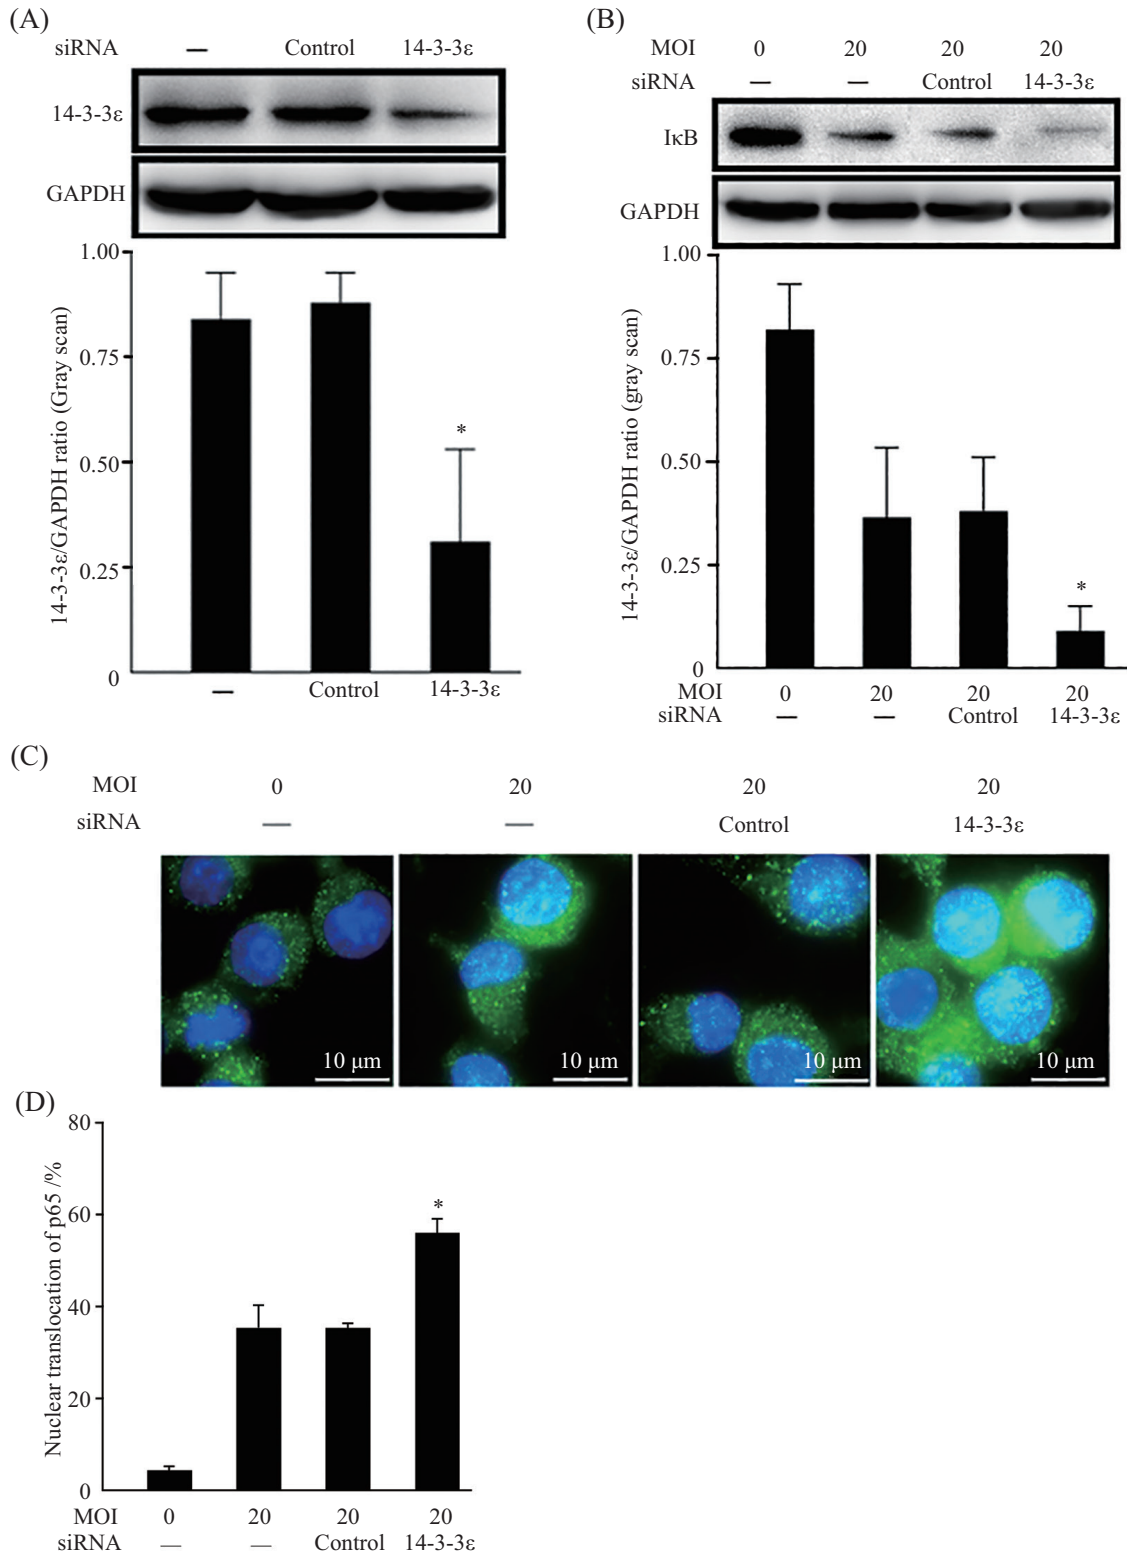 (A)
siRNA — Control 14-3-3ε
14-3-3ε
GAPDH
14-3-3ε/GAPDH ratio (Gray scan)
1.00
0.75
0.50
*
0.25
0
— Control 14-3-3ε
(B)
MOI 0 20 20 20
siRNA — — Control 14-3-3ε
IκB
GAPDH
14-3-3ε/GAPDH ratio (gray scan)
1.00
0.75
0.50
0.25
*
0
MOI 0 20 20 20
siRNA — — Control 14-3-3ε
(C)
MOI 0 20 20 20
siRNA — — Control 14-3-3ε
10 μm 10 μm 10 μm 10 μm
(D)
Nuclear translocation of p65 /%
80
60
*
40
20
0
MOI 0 20 20 20
siRNA — — Control 14-3-3ε